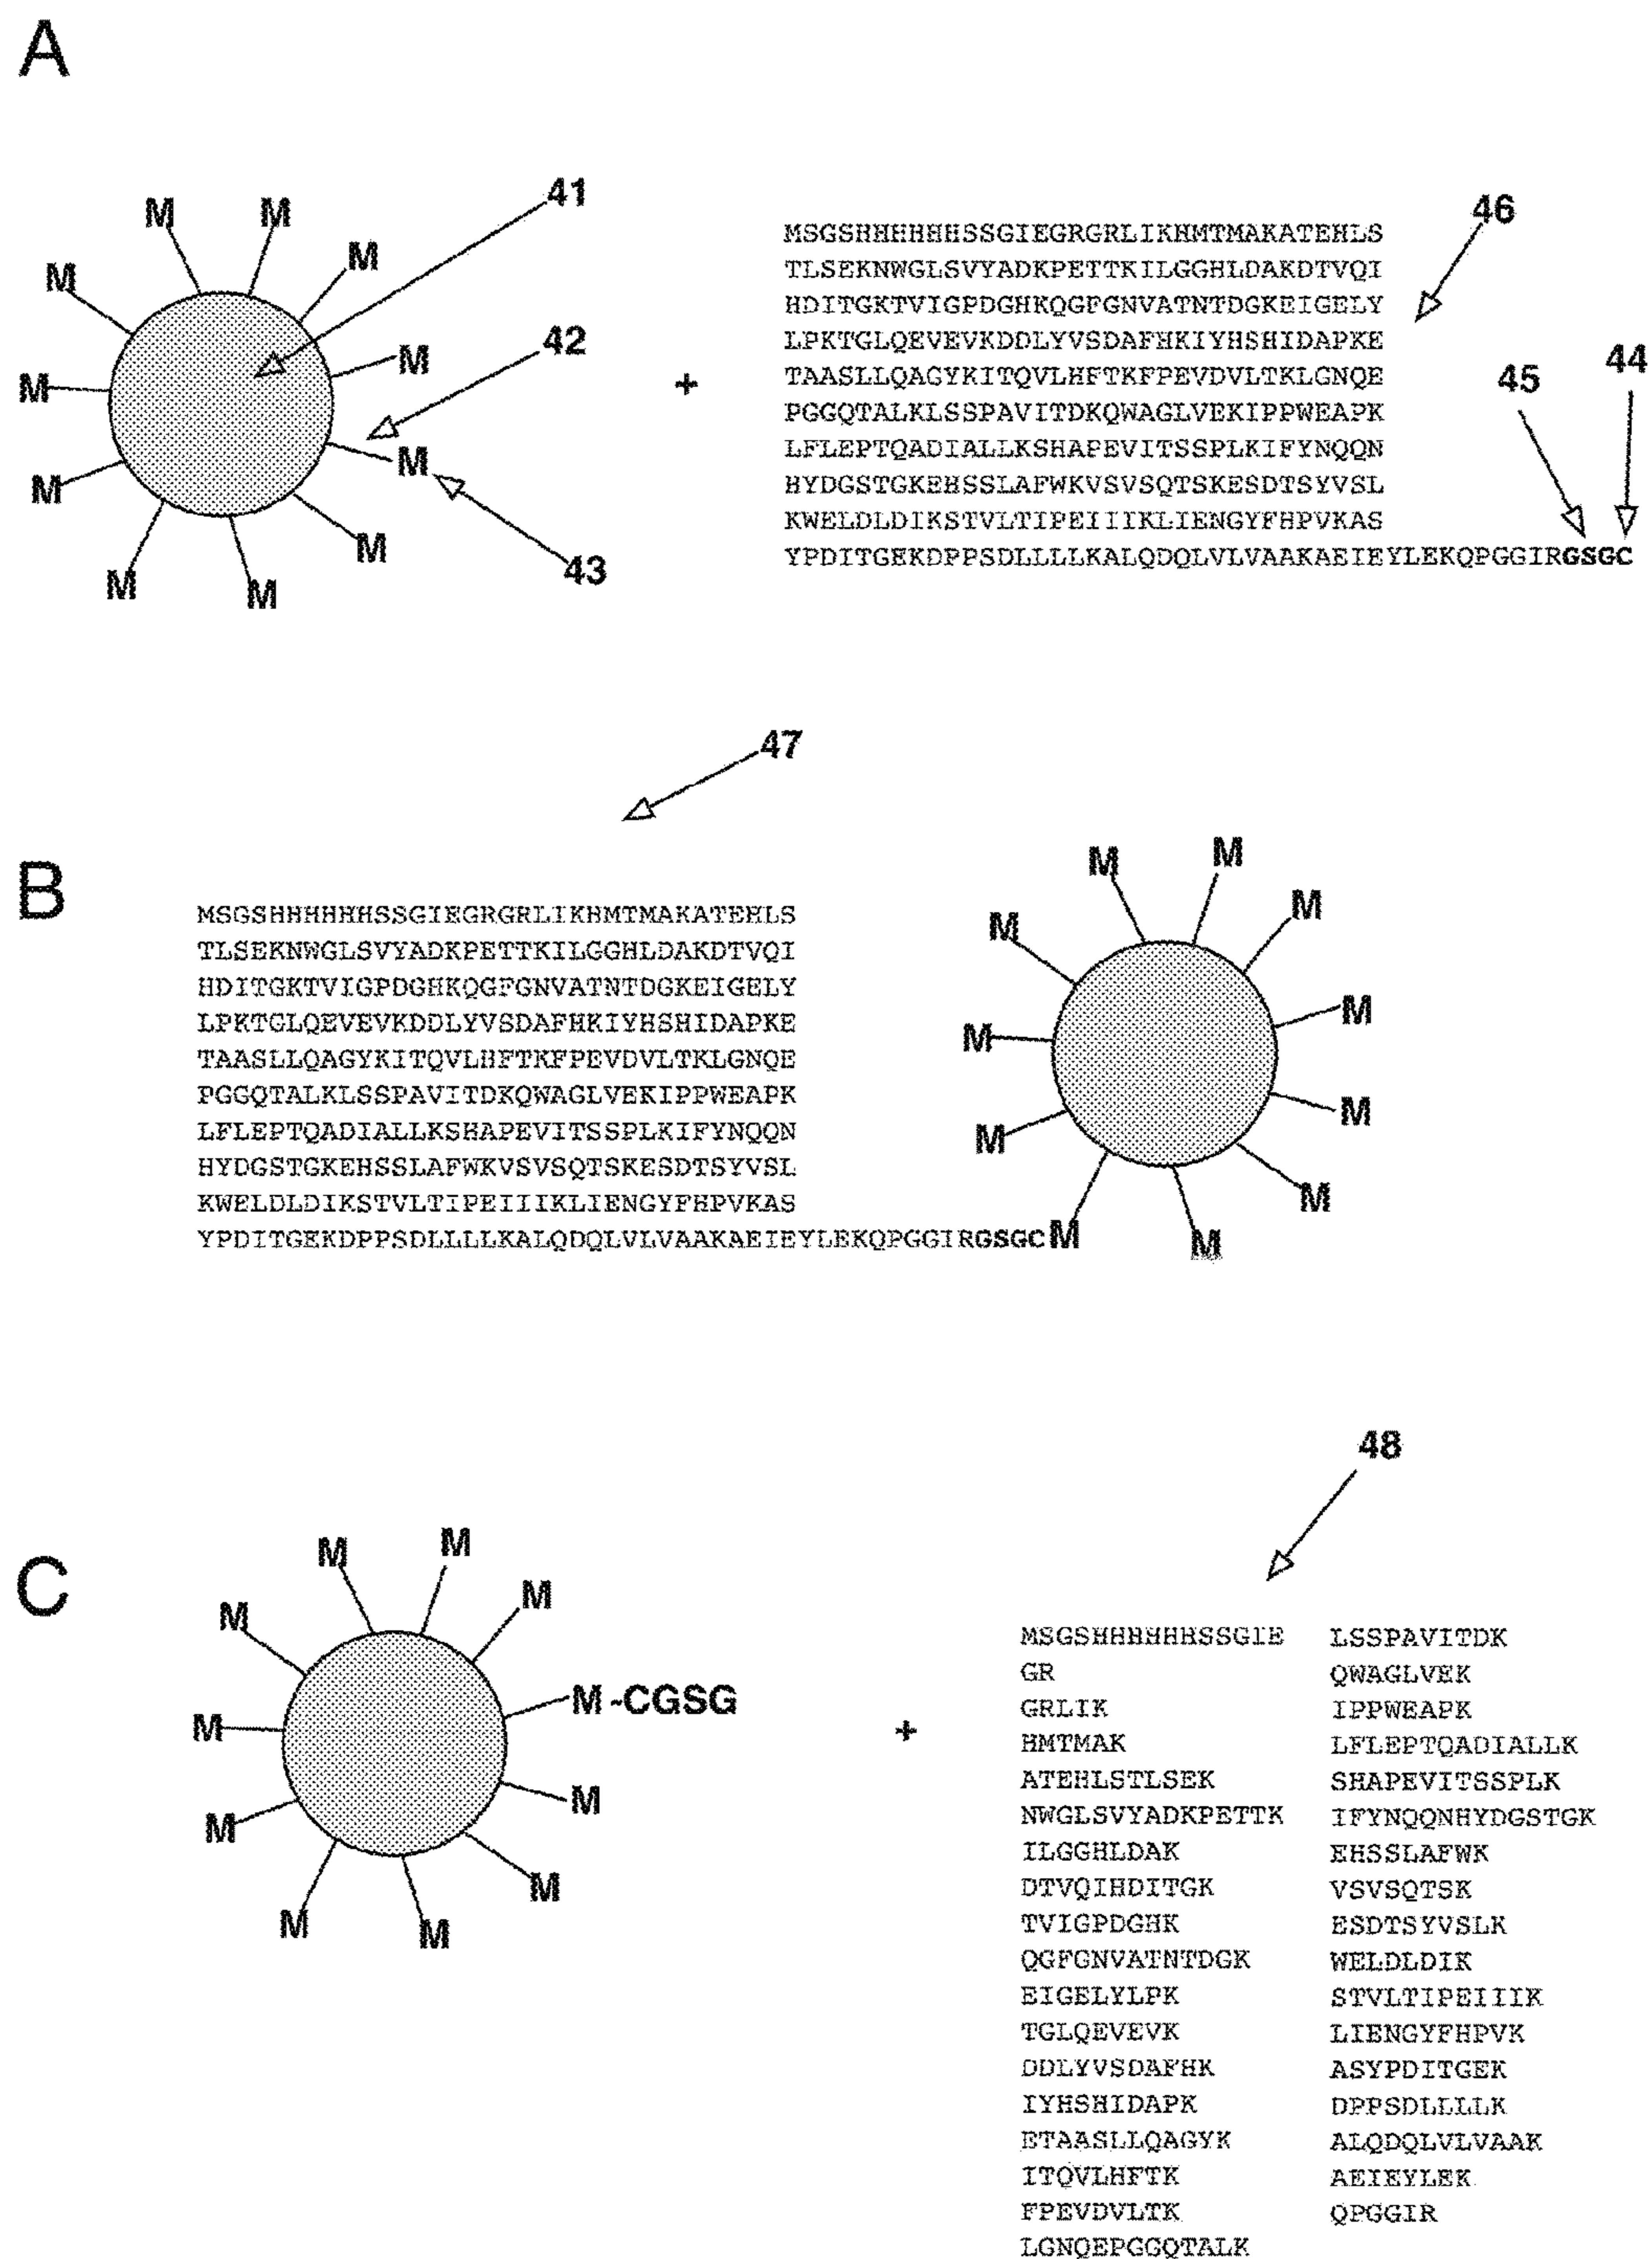 A
M M
M M
M M
M M
M M
M M
41
42
43
+
MSGSHHHHHHSSGIEGRGRLIKHMTMAKATEHLS
TLSEKNWGLSVYADKPETTKILGGHLDAKDTVQI
HDITGKTVIGPDGHKQGFGNVATNTDGKEIGELY
LPKTGLQEVEVKDDLYVSDAFHKIYHSHIDAPKE
TAASLLQAGYKITQVLHFTKFPEVDVLTKLGNQE
PGGQTALKLSSPAVITDKQWAGLVEKIPPWEAPK
LFLEPTQADIALLKSHAPEVITSSPLKIFYNQQN
HYDGSTGKEHSSLAFWKVSVSQTSKESDTSYVSL
KWELDLDIKSTVLTIPEIIIKLIENGYFHPVKAS
YPDITGEKDPPSDLLLLKALQDQLVLVAAKAEIEYLEKQPGGIRGSGC
46
45
44
47
B
MSGSHHHHHHSSGIEGRGRLIKHMTMAKATEHLS
TLSEKNWGLSVYADKPETTKILGGHLDAKDTVQI
HDITGKTVIGPDGHKQGFGNVATNTDGKEIGELY
LPKTGLQEVEVKDDLYVSDAFHKIYHSHIDAPKE
TAASLLQAGYKITQVLHFTKFPEVDVLTKLGNQE
PGGQTALKLSSPAVITDKQWAGLVEKIPPWEAPK
LFLEPTQADIALLKSHAPEVITSSPLKIFYNQQN
HYDGSTGKEHSSLAFWKVSVSQTSKESDTSYVSL
KWELDLDIKSTVLTIPEIIIKLIENGYFHPVKAS
YPDITGEKDPPSDLLLLKALQDQLVLVAAKAEIEYLEKQPGGIRGSGCM
M M
M M
M M
M M
M
M
C
M M
M M
M M-CGSG
M M
M M
M
+
48
MSGSHHHHHHSSGIE
GR
GRLIK
HMTMAK
ATEHLSTLSEK
NWGLSVYADKPETTK
ILGGHLDAK
DTVQIHDITGK
TVIGPDGHK
QGFGNVATNTDGK
EIGELYLPK
TGLQEVEVK
DDLYVSDAFHK
IYHSHIDAPK
ETAASLLQAGYK
ITQVLHFTK
FPEVDVLTK
LGNQEPGGQTALK
LSSPAVITDK
QWAGLVEK
IPPWEAPK
LFLEPTQADIALLK
SHAPEVITSSPLK
IFYNQQNHYDGSTGK
EHSSLAFWK
VSVSQTSK
ESDTSYVSLK
WELDLDIK
STVLTIPEIIIK
LIENGYFHPVK
ASYPDITGEK
DPPSDLLLLK
ALQDQLVLVAAK
AEIEYLEK
QPGGIR